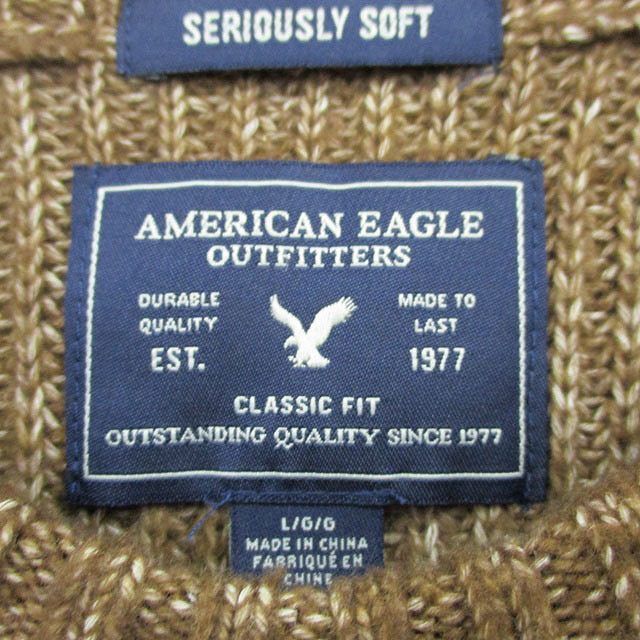 SERIOUSLY SOFT
AMERICAN EAGLE
OUTFITTERS
DURABLE
QUALITY
EST.
MADE TO
LAST
1977
CLASSIC FIT
OUTSTANDING QUALITY SINCE 1977
L/G/G
MADE IN CHINA
FABRIQUÉ EN
CHINE